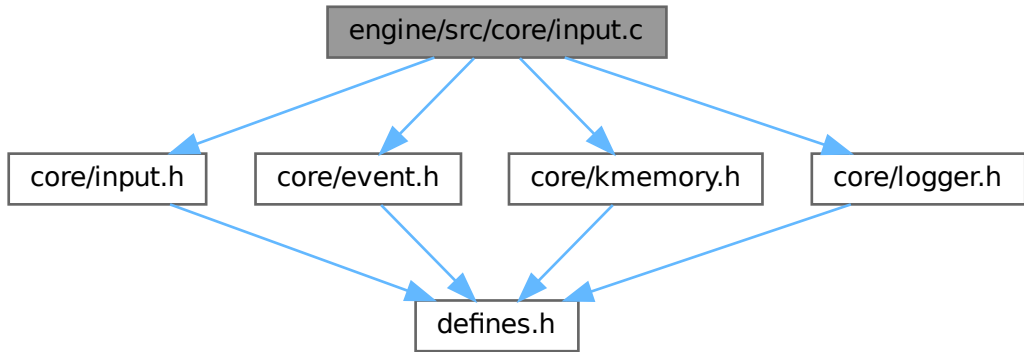 engine/src/core/input.c
core/input.h
core/event.h
core/kmemory.h
core/logger.h
defines.h